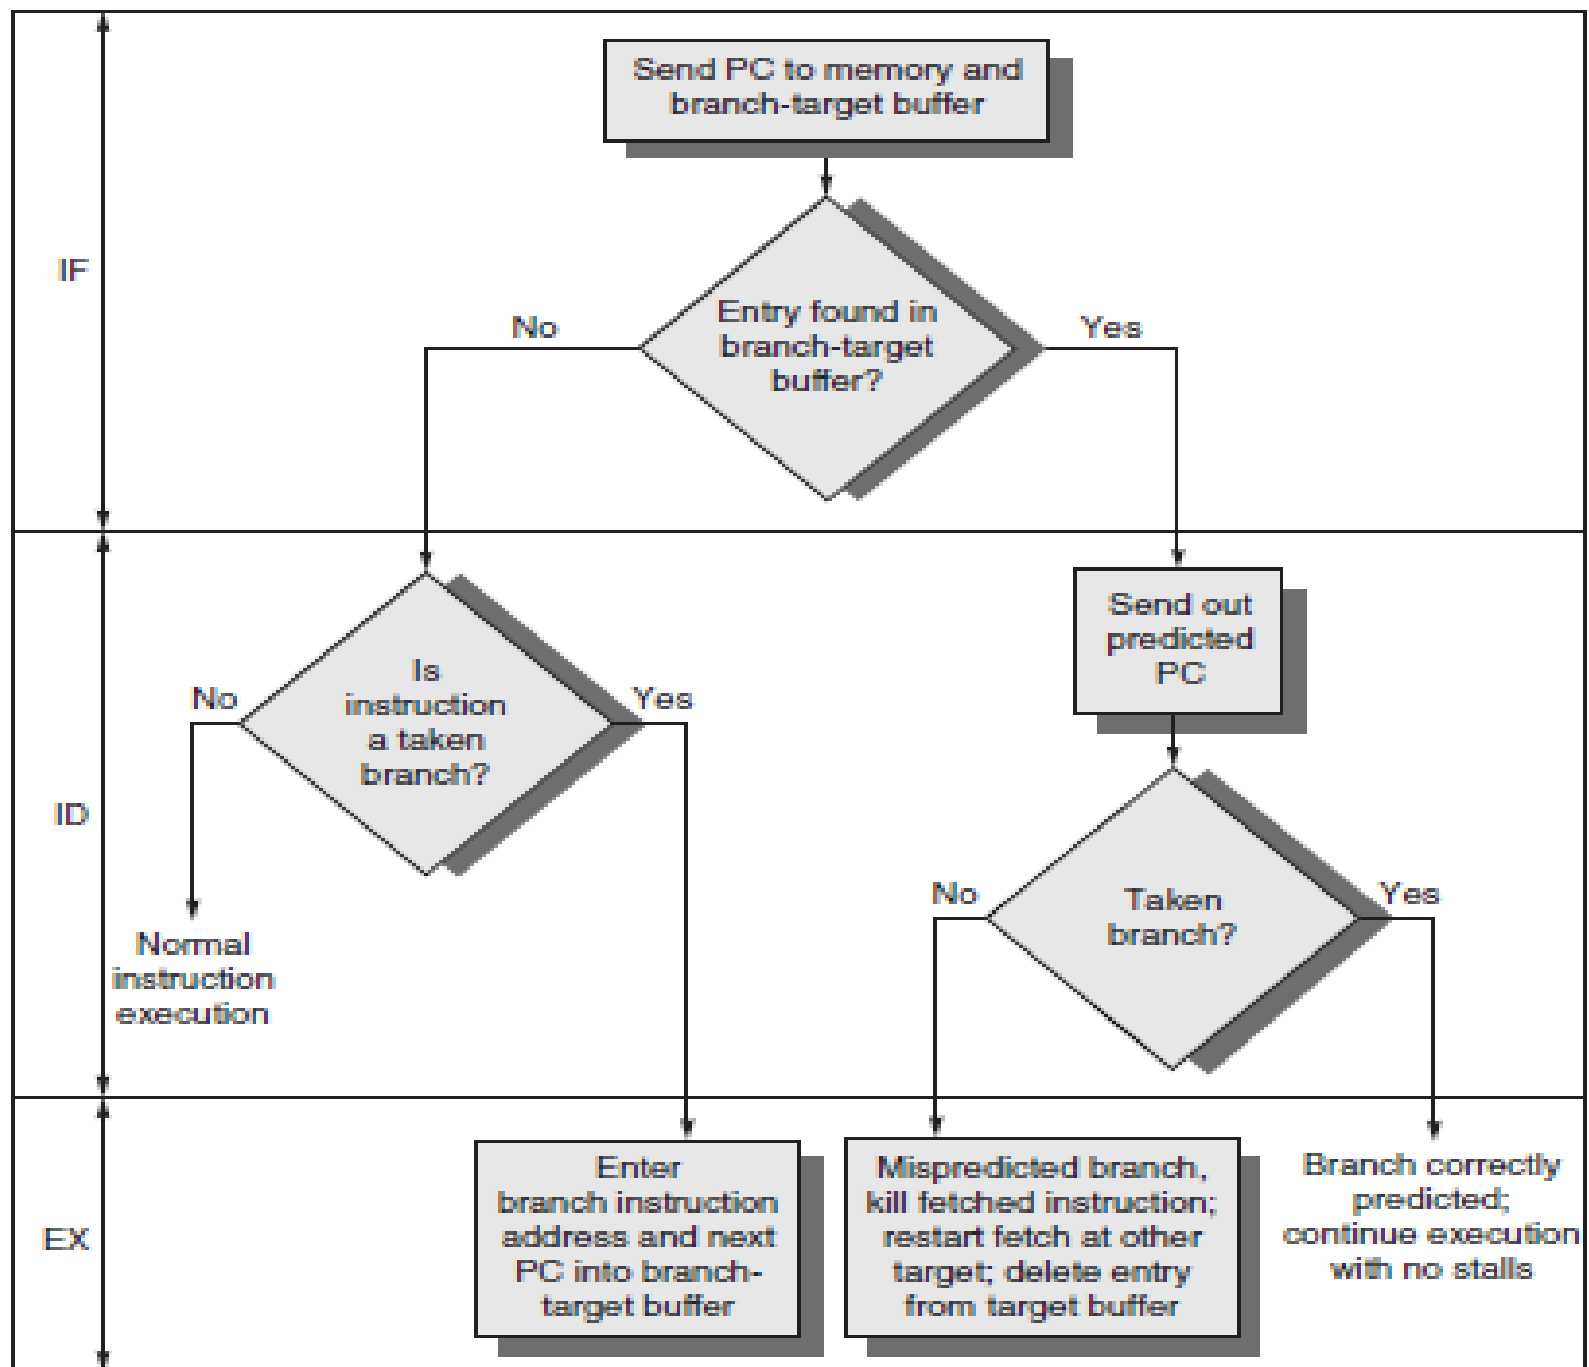 Send PC to memory and
branch-target buffer
IF
Entry found in
branch-target
buffer?
No
Yes
Send out
predicted
PC
Is
instruction
a taken
branch?
No
Yes
ID
No
Yes
Taken
branch?
Normal
instruction
execution
Enter
branch instruction
address and next
PC into branch-
target buffer
Mispredicted branch,
kill fetched instruction;
restart fetch at other
target; delete entry
from target buffer
Branch correctly
predicted;
continue execution
with no stalls
EX